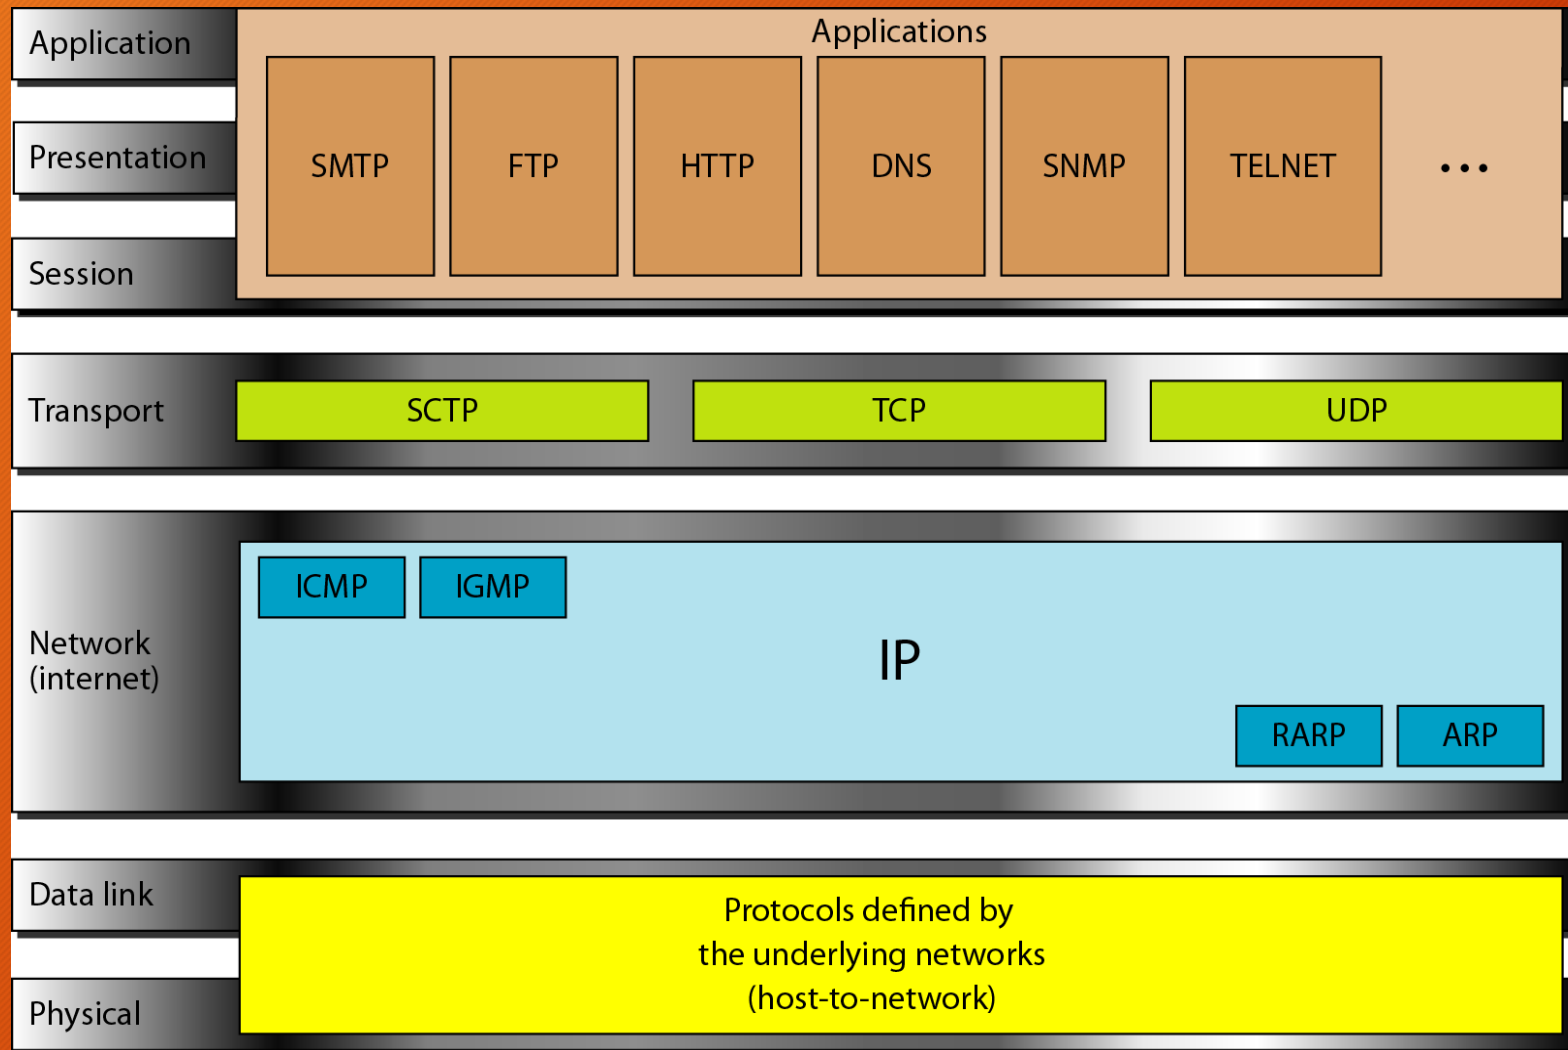 Application
Applications
Presentation
SMTP
FTP
HTTP
DNS
SNMP
TELNET
...
Session
Transport
SCTP
TCP
UDP
Network
(internet)
ICMP
IGMP
IP
RARP
ARP
Data link
Protocols defined by
the underlying networks
(host-to-network)
Physical